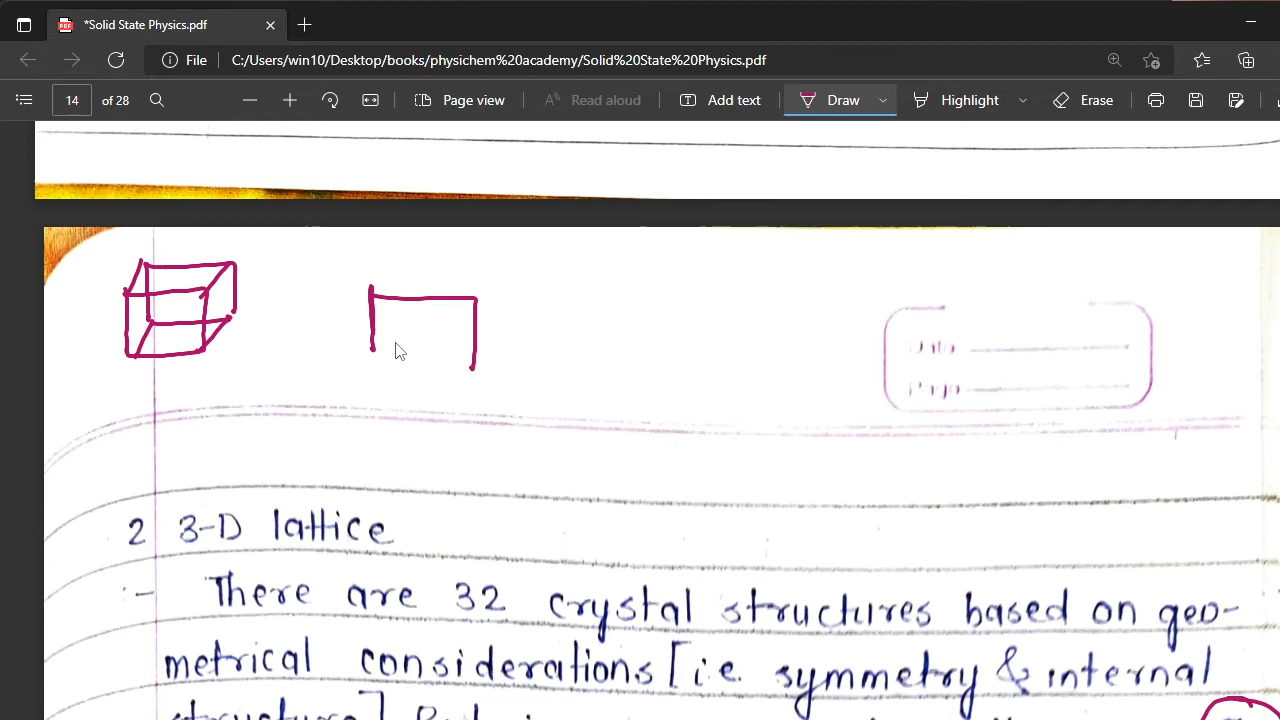 *Solid State Physics.pdf
File C:/Users/win10/Desktop/books/physichem%20academy/Solid%20State%20Physics.pdf
14 of 28 Page view Read aloud Add text Draw Highlight Erase
2 3-D lattice
:- There are 32 crystal structures based on geo-
metrical considerations [i.e. symmetry & internal